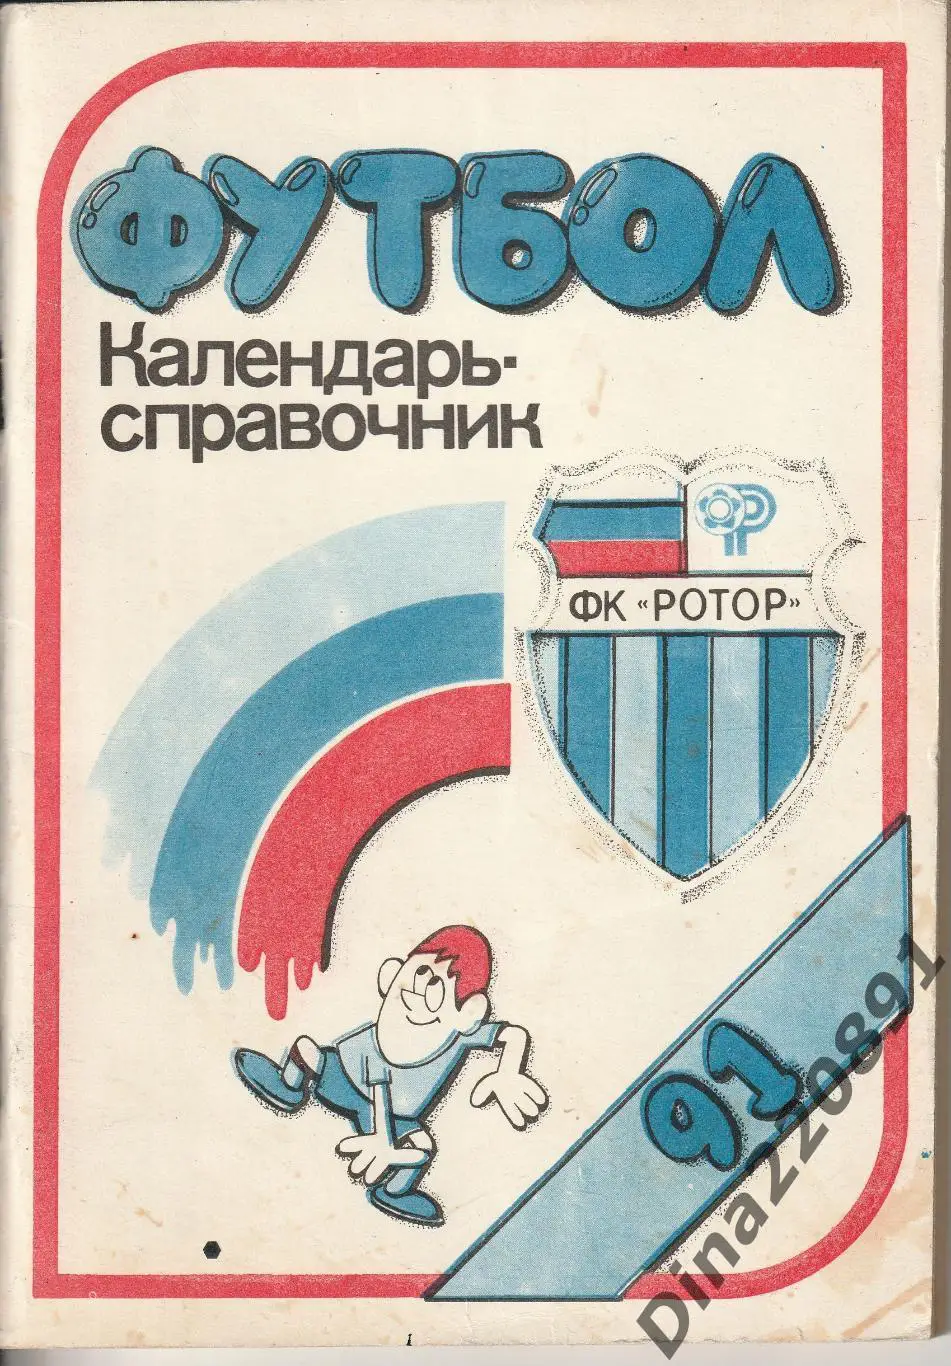 ФУТБОЛ
Календарь-
справочник
ФК «РОТОР»
91
Dina220891